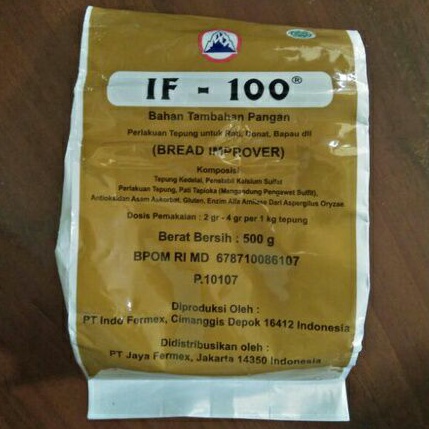 IF - 100®
Bahan Tambahan Pangan
Perlakuan Tepung untuk Roti, Donat, Bapau dll
(BREAD IMPROVER)
Komposisi
Tepung Kedelai, Penstabil Kalsium Sulfat
Perlakuan Tepung, Pati Tapioka (Mengandung Pengawet Sulfit),
Antioksidan Asam Askorbat, Gluten, Enzim Alfa Amilase Dari Aspergilus Oryzae
Dosis Pemakaian : 2 gr - 4 gr per 1 kg tepung
Berat Bersih : 500 g
BPOM RI MD 678710086107
P.10107
Diproduksi Oleh :
PT Indo Fermex, Cimanggis Depok 16412 Indonesia
Didistribusikan oleh :
PT Jaya Fermex, Jakarta 14350 Indonesia